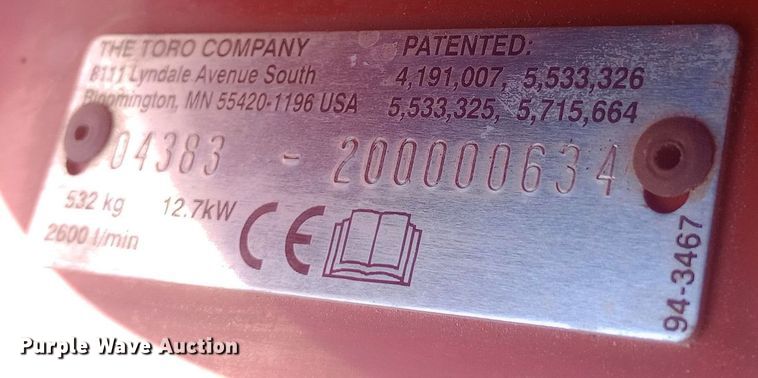 THE TORO COMPANY
8111 Lyndale Avenue South
Bloomington, MN 55420-1196 USA
PATENTED:
4,191,007, 5,533,326
5,533,325, 5,715,664
04383 - 200000634
532 kg 12.7kW
2600 t/min
CE
94-3467
Purple Wave Auction